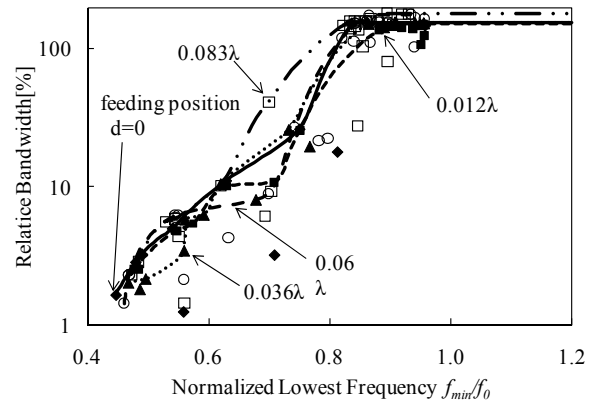 Relatice Bandwidth[%]
100
10
1
0.083λ
feeding position
d=0
0.012λ
0.06
λ
0.036λ
0.4 0.6 0.8 1.0 1.2
Normalized Lowest Frequency fmin/f0